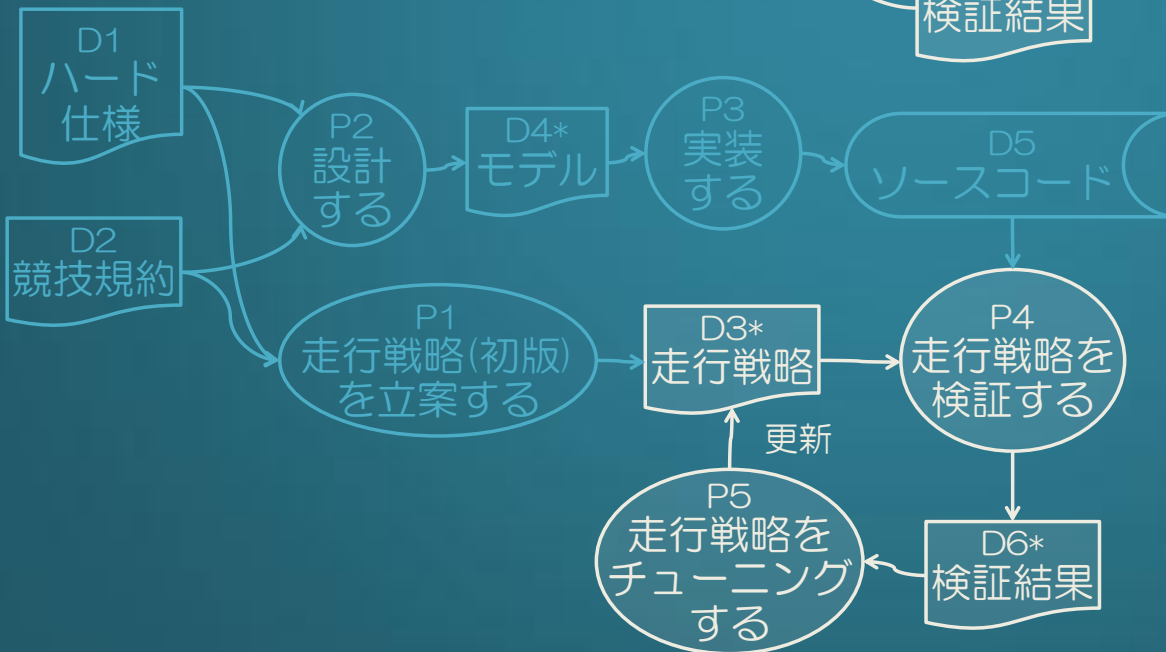 検証結果
D1
ハード
仕様
P2
設計
する
D4*
モデル
P3
実装
する
D5
ソースコード
D2
競技規約
P1
走行戦略(初版)
を立案する
D3*
走行戦略
P4
走行戦略を
検証する
更新
P5
走行戦略を
チューニング
する
D6*
検証結果